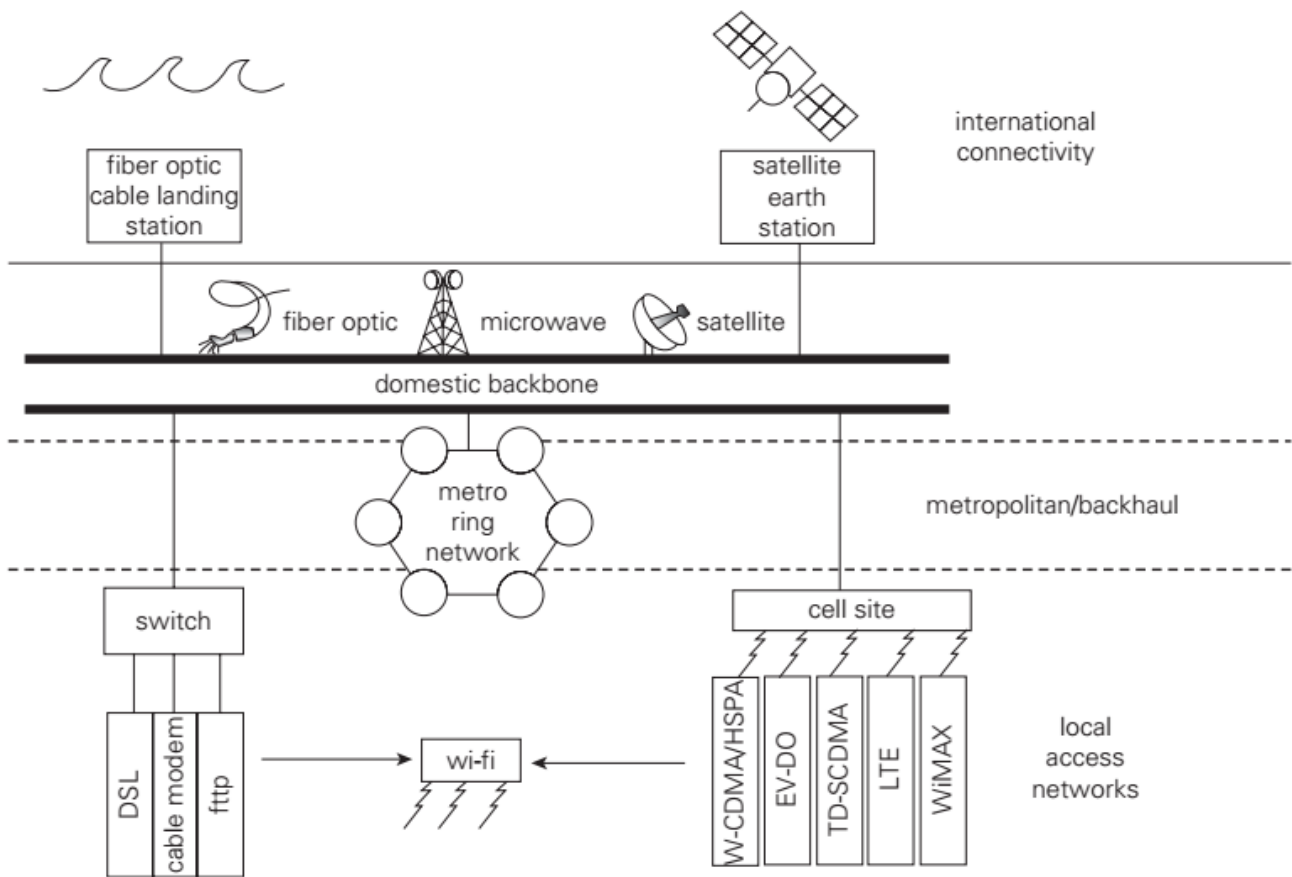 international
connectivity
fiber optic
cable landing
station
satellite
earth
station
fiber optic
microwave
satellite
domestic backbone
metro
ring
network
metropolitan/backhaul
switch
cell site
DSL
cable modem
fttp
wi-fi
W-CDMA/HSPA
EV-DO
TD-SCDMA
LTE
WiMAX
local
access
networks